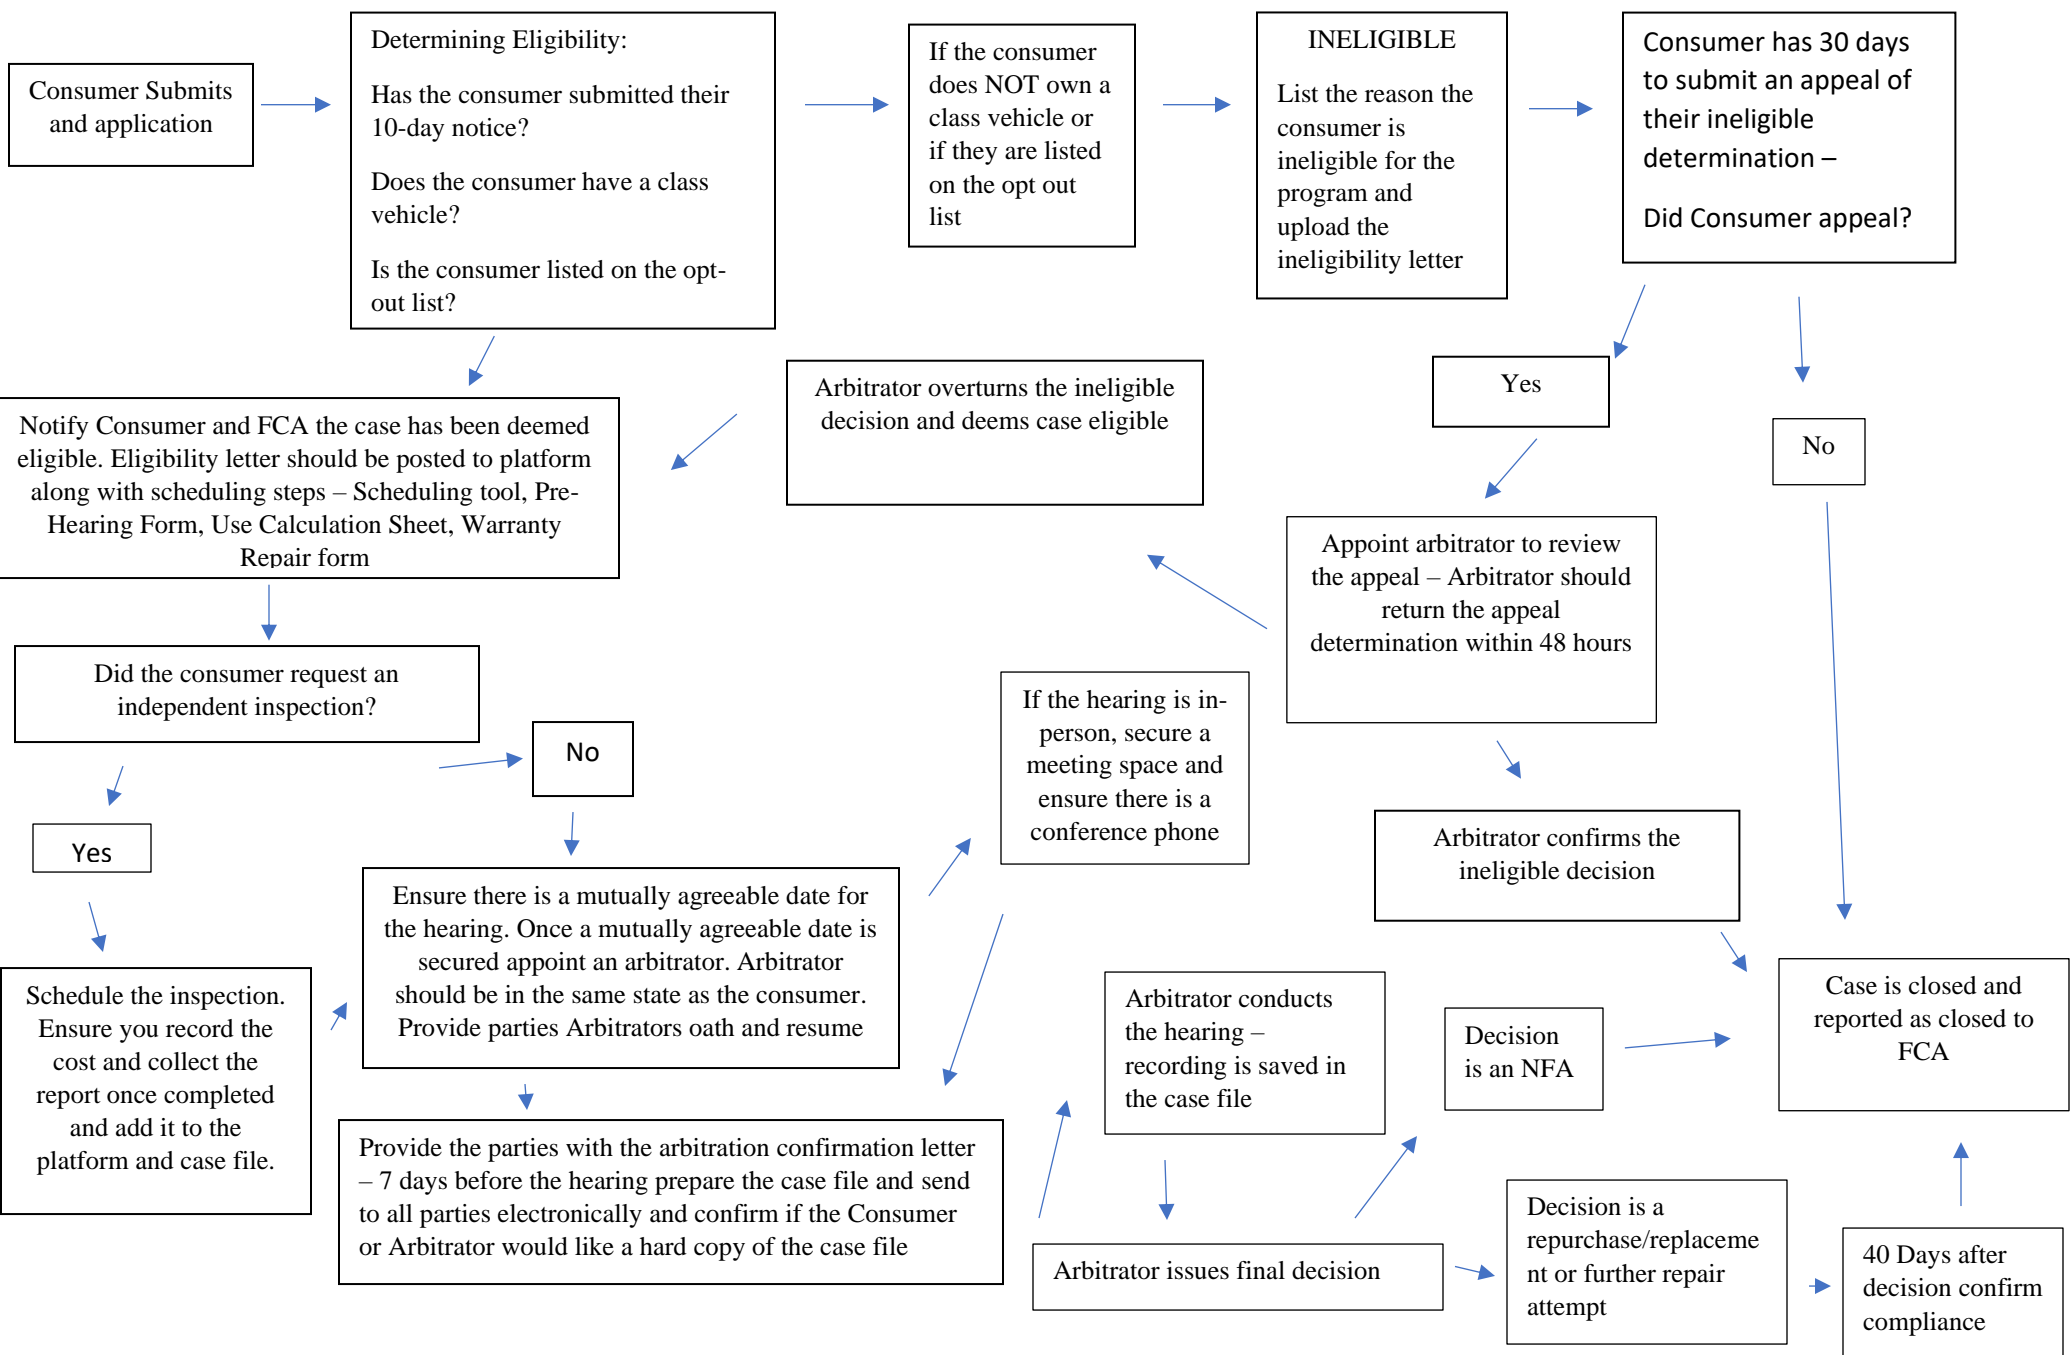 Consumer Submits
and application
Determining Eligibility:
Has the consumer submitted their
10-day notice?
Does the consumer have a class
vehicle?
Is the consumer listed on the opt-
out list?
If the consumer
does NOT own a
class vehicle or
if they are listed
on the opt out
list
INELIGIBLE
List the reason the
consumer is
ineligible for the
program and
upload the
ineligibility letter
Consumer has 30 days
to submit an appeal of
their ineligible
determination –
Did Consumer appeal?
Yes
No
Arbitrator overturns the ineligible
decision and deems case eligible
Notify Consumer and FCA the case has been deemed
eligible. Eligibility letter should be posted to platform
along with scheduling steps – Scheduling tool, Pre-
Hearing Form, Use Calculation Sheet, Warranty
Repair form
Appoint arbitrator to review
the appeal – Arbitrator should
return the appeal
determination within 48 hours
Did the consumer request an
independent inspection?
No
Yes
If the hearing is in-
person, secure a
meeting space and
ensure there is a
conference phone
Arbitrator confirms the
ineligible decision
Ensure there is a mutually agreeable date for
the hearing. Once a mutually agreeable date is
secured appoint an arbitrator. Arbitrator
should be in the same state as the consumer.
Provide parties Arbitrators oath and resume
Schedule the inspection.
Ensure you record the
cost and collect the
report once completed
and add it to the
platform and case file.
Arbitrator conducts
the hearing –
recording is saved in
the case file
Decision
is an NFA
Case is closed and
reported as closed to
FCA
Provide the parties with the arbitration confirmation letter
– 7 days before the hearing prepare the case file and send
to all parties electronically and confirm if the Consumer
or Arbitrator would like a hard copy of the case file
Arbitrator issues final decision
Decision is a
repurchase/replaceme
nt or further repair
attempt
40 Days after
decision confirm
compliance